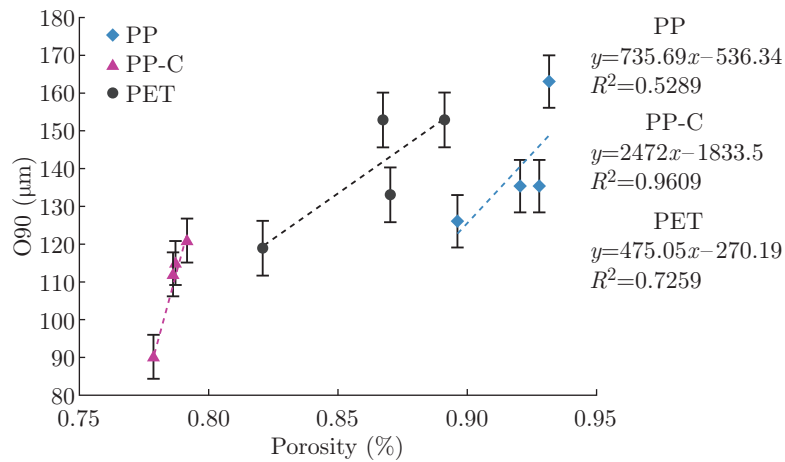 180
170
160
150
140
130
120
110
100
90
80
O90 (μm)
PP
PP-C
PET
0.75
0.80
0.85
0.90
0.95
Porosity (%)
PP
y=735.69x–536.34
R²=0.5289
PP-C
y=2472x–1833.5
R²=0.9609
PET
y=475.05x–270.19
R²=0.7259